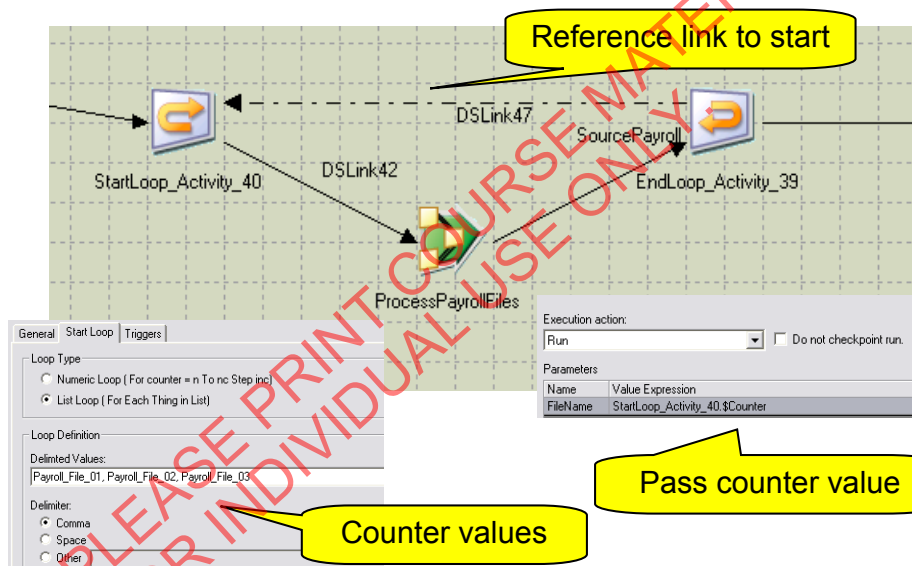 Reference link to start
DSLink47
SourcePayroll
StartLoop_Activity_40
DSLink42
EndLoop_Activity_39
ProcessPayrollFiles
General Start Loop Triggers
Loop Type
Numeric Loop ( For counter = n To nc Step inc)
List Loop ( For Each Thing in List)
Loop Definition
Delimted Values:
Payroll_File_01, Payroll_File_02, Payroll_File_03
Delimiter:
Comma
Space
Other
Counter values
Execution action:
Run
Do not checkpoint run.
Parameters
Name Value Expression
FileName StartLoop_Activity_40.$Counter
Pass counter value
PLEASE PRINT COURSE MATER
R INDIVIDUAL USE ONLY.